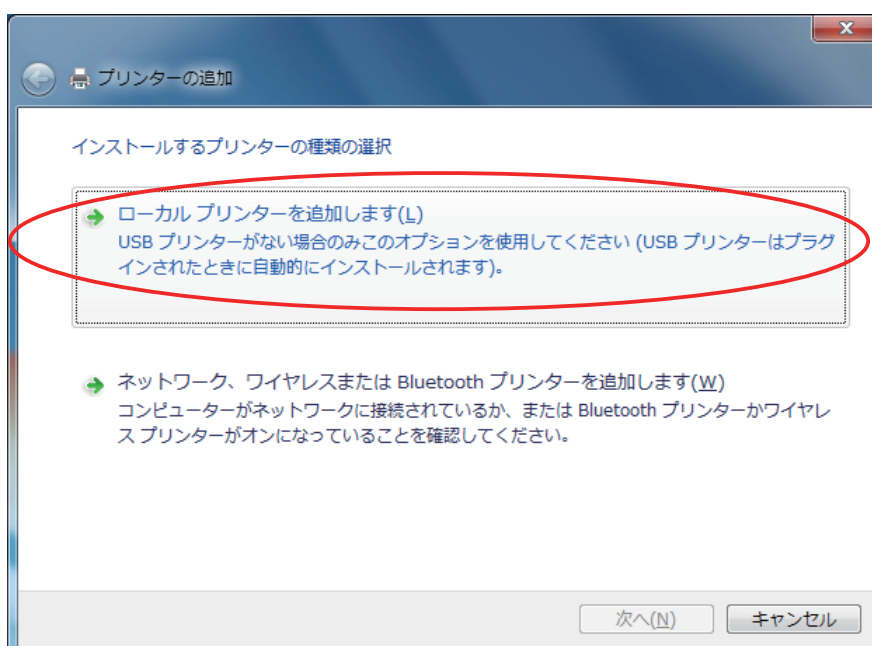 プリンターの追加
インストールするプリンターの種類の選択
ローカル プリンターを追加します(L)
USB プリンターがない場合のみこのオプションを使用してください (USB プリンターはプラグ
インされたときに自動的にインストールされます)。
ネットワーク、ワイヤレスまたは Bluetooth プリンターを追加します(W)
コンピューターがネットワークに接続されているか、または Bluetooth プリンターかワイヤレ
ス プリンターがオンになっていることを確認してください。
次へ(N) キャンセル